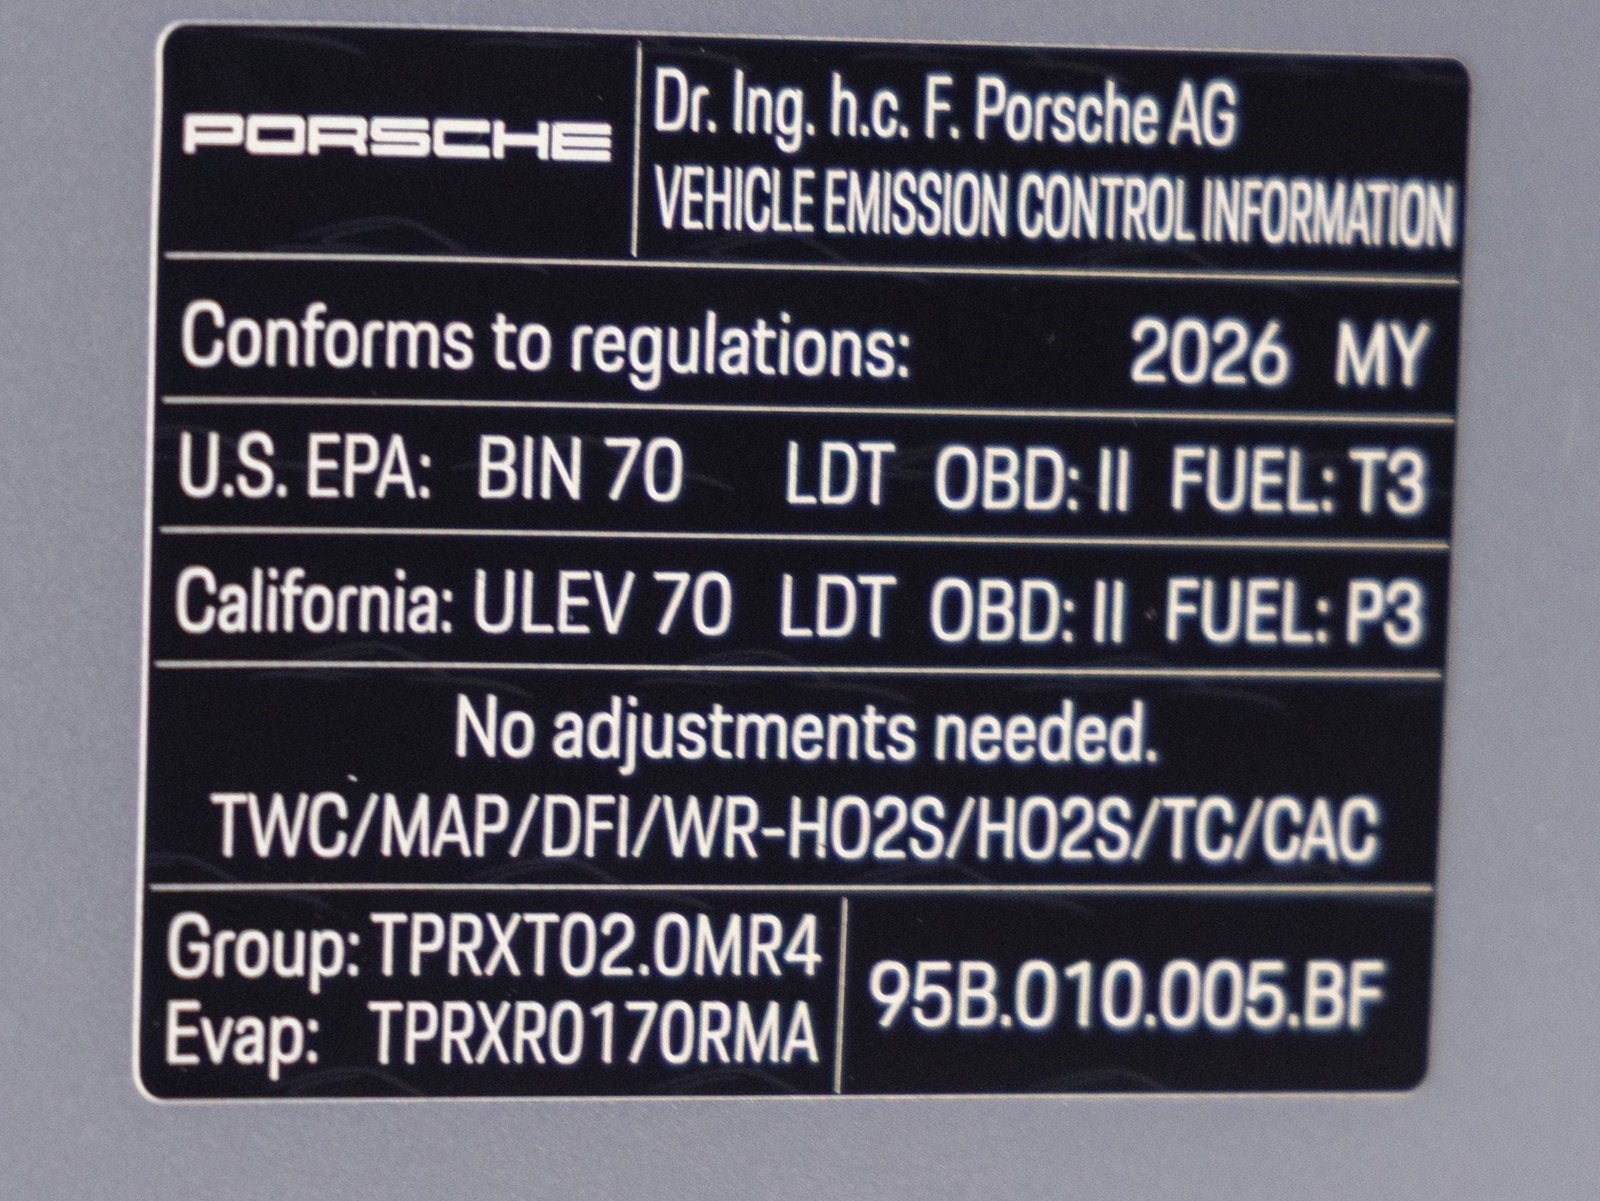 PORSCHE
Dr. Ing. h.c. F. Porsche AG
VEHICLE EMISSION CONTROL INFORMATION
Conforms to regulations: 2026 MY
U.S. EPA: BIN 70 LDT OBD: II FUEL: T3
California: ULEV 70 LDT OBD: II FUEL: P3
No adjustments needed.
TWC/MAP/DFI/WR-HO2S/HO2S/TC/CAC
Group: TPRXT02.0MR4
Evap: TPRXR0170RMA
95B.010.005.BF